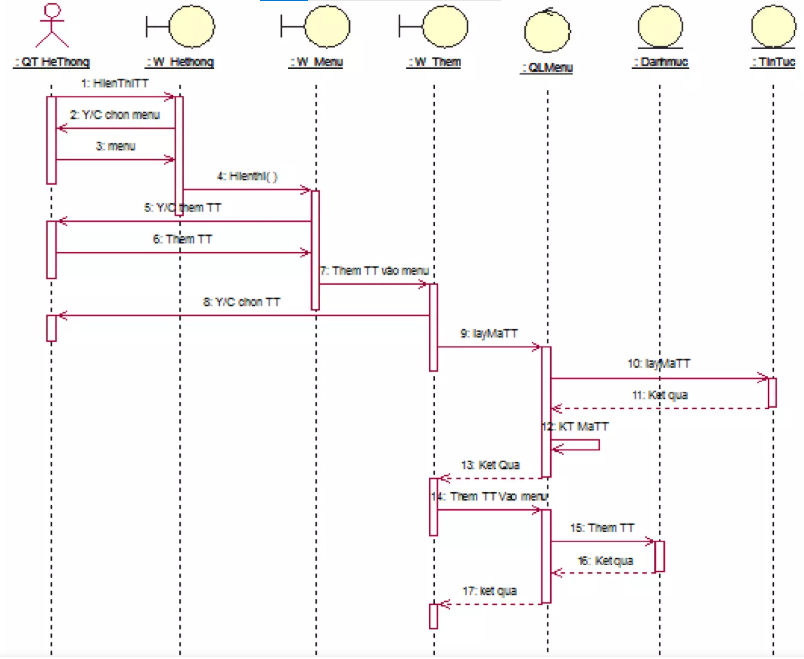 : QT HeThong
: W_Hethong
: W_Menu
: W_Them
: QLMenu
: Danhmuc
: TinTuc
1: HienThiTT
2: Y/C chon menu
3: menu
4: Hienthi( )
5: Y/C them TT
6: Them TT
7: Them TT vào menu
8: Y/C chon TT
9: layMaTT
10: layMaTT
11: Ket qua
12: KT MaTT
13: Ket Qua
14: Them TT Vao menu
15: Them TT
16: Ket qua
17: ket qua